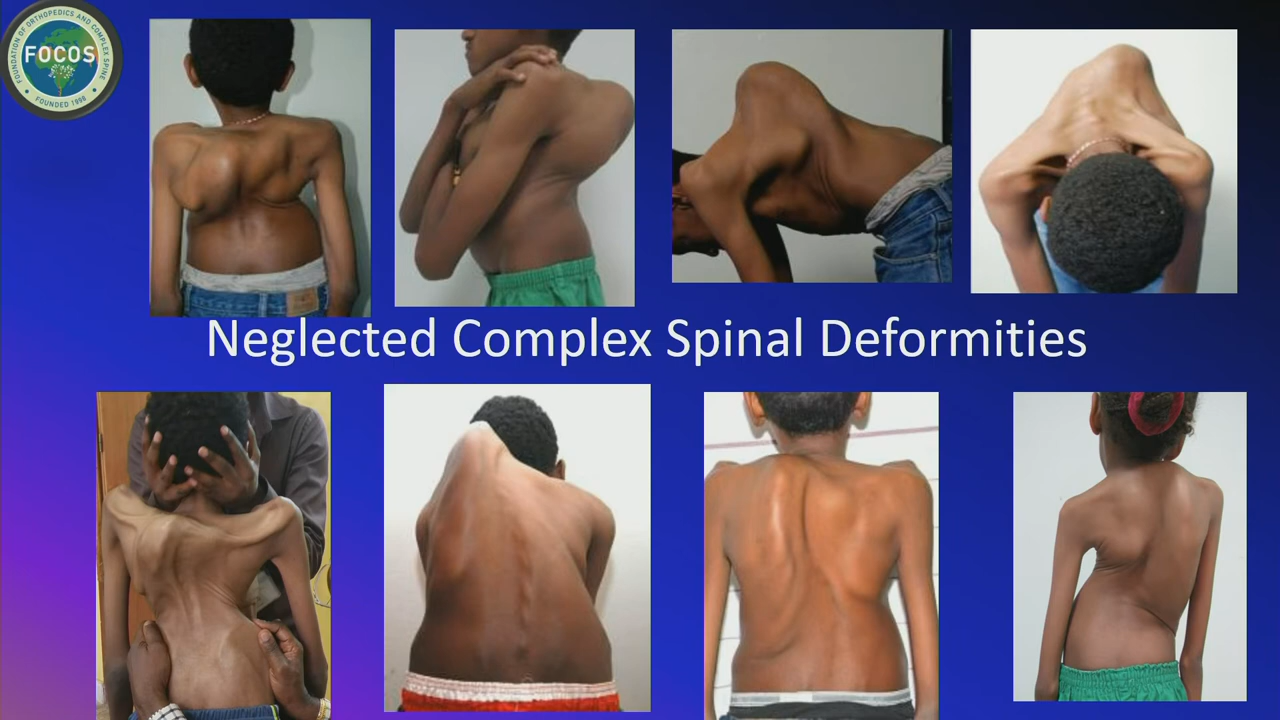 FOUNDATION OF ORTHOPEDICS AND COMPLEX SPINE
FOCOS
FOUNDED 1998
Neglected Complex Spinal Deformities